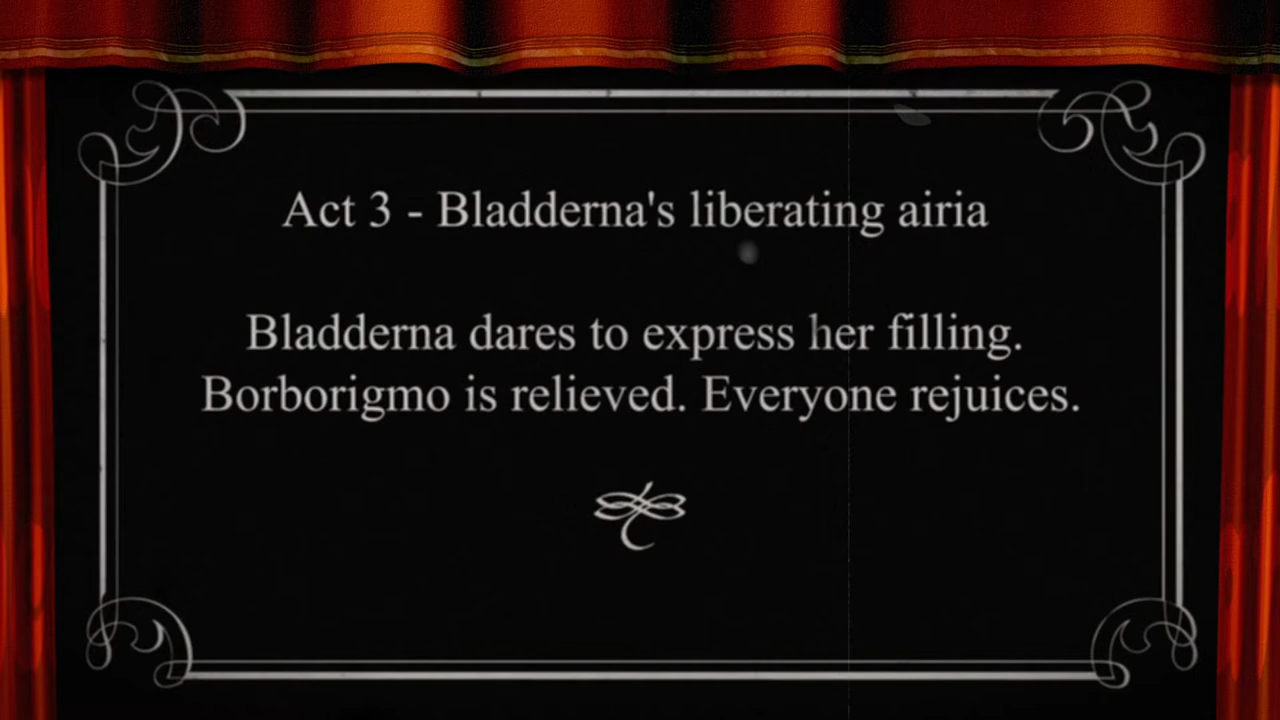 Act 3 - Bladderna's liberating airia
Bladderna dares to express her filling.
Borborigmo is relieved. Everyone rejuices.